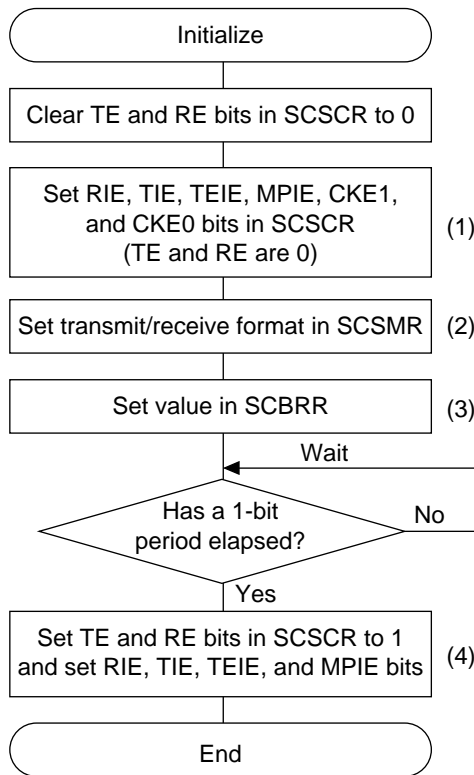 Initialize
Clear TE and RE bits in SCSCR to 0
Set RIE, TIE, TEIE, MPIE, CKE1,
and CKE0 bits in SCSCR
(TE and RE are 0)
(1)
Set transmit/receive format in SCSMR
(2)
Set value in SCBRR
(3)
Wait
Has a 1-bit
period elapsed?
No
Yes
Set TE and RE bits in SCSCR to 1
and set RIE, TIE, TEIE, and MPIE bits
(4)
End